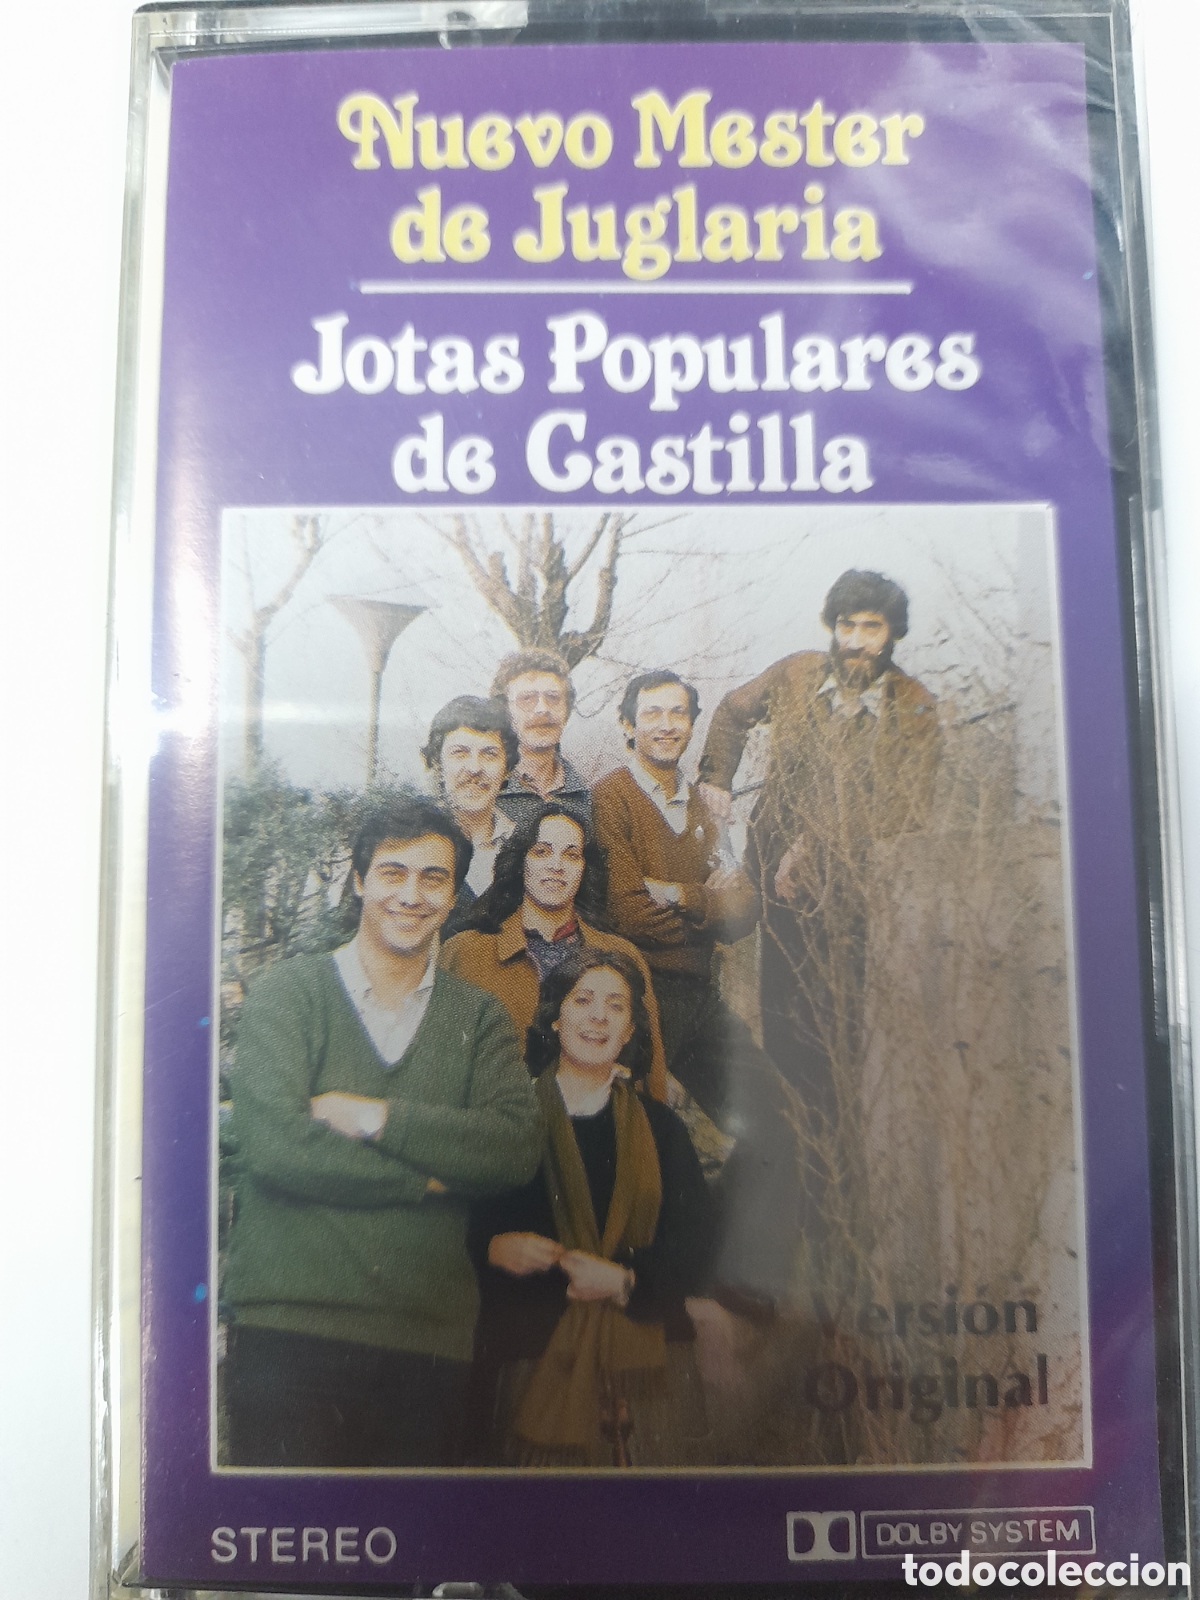 Nuevo Mester
de Juglaria
Jotas Populares
de Castilla
Versión
Original
STEREO
DOLBY SYSTEM
todocoleccion